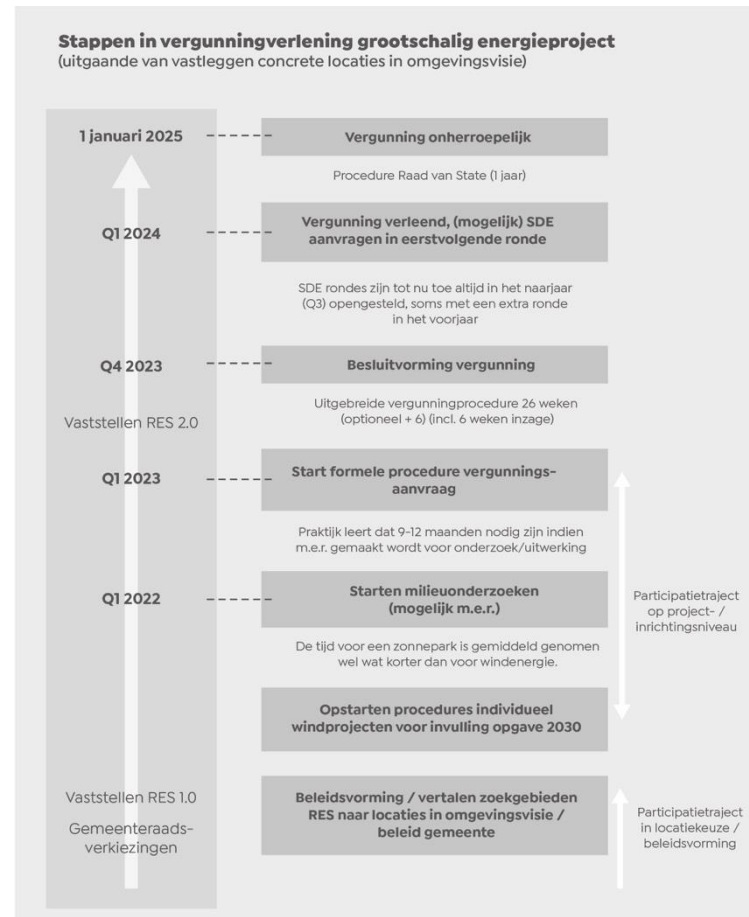 Stappen in vergunningverlening grootschalig energieproject
(uitgaande van vastleggen concrete locaties in omgevingsvisie)
1 januari 2025
Vergunning onherroepelijk
Procedure Raad van State (1 jaar)
Q1 2024
Vergunning verleend, (mogelijk) SDE
aanvragen in eerstvolgende ronde
SDE rondes zijn tot nu toe altijd in het naarjaar
(Q3) opengesteld, soms met een extra ronde
in het voorjaar
Q4 2023
Besluitvorming vergunning
Uitgebreide vergunningprocedure 26 weken
(optioneel + 6) (incl. 6 weken inzage)
Vaststellen RES 2.0
Q1 2023
Start formele procedure vergunnings-
aanvraag
Praktijk leert dat 9-12 maanden nodig zijn indien
m.e.r. gemaakt wordt voor onderzoek/uitwerking
Q1 2022
Starten milieuonderzoeken
(mogelijk m.e.r.)
Participatietraject
op project- /
inrichtingsniveau
De tijd voor een zonnepark is gemiddeld genomen
wel wat korter dan voor windenergie.
Opstarten procedures individueel
windprojecten voor invulling opgave 2030
Vaststellen RES 1.0
Gemeenteraads-
verkiezingen
Beleidsvorming / vertalen zoekgebieden
RES naar locaties in omgevingsvisie /
beleid gemeente
Participatietraject
in locatiekeuze /
beleidsvorming